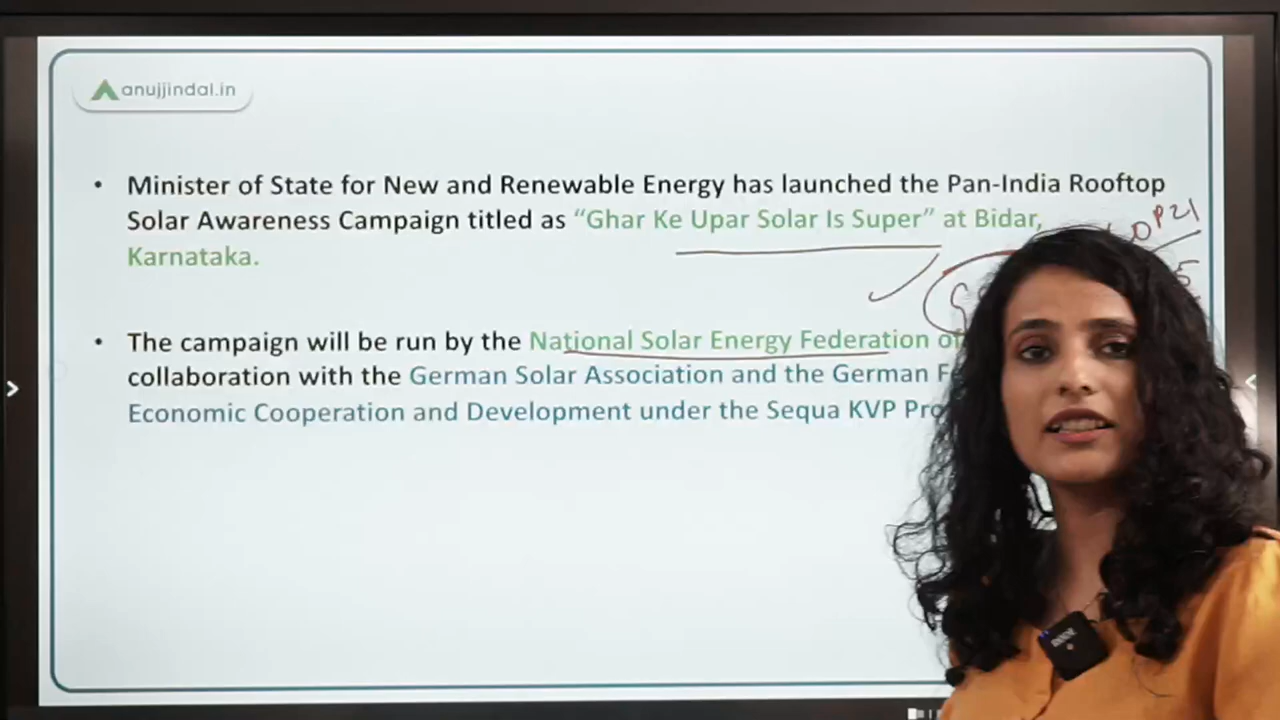 anujjindal.in
• Minister of State for New and Renewable Energy has launched the Pan-India Rooftop
Solar Awareness Campaign titled as “Ghar Ke Upar Solar Is Super” at Bidar,
Karnataka.
P21
• The campaign will be run by the National Solar Energy Federation of
collaboration with the German Solar Association and the German
Economic Cooperation and Development under the Sequa KVP